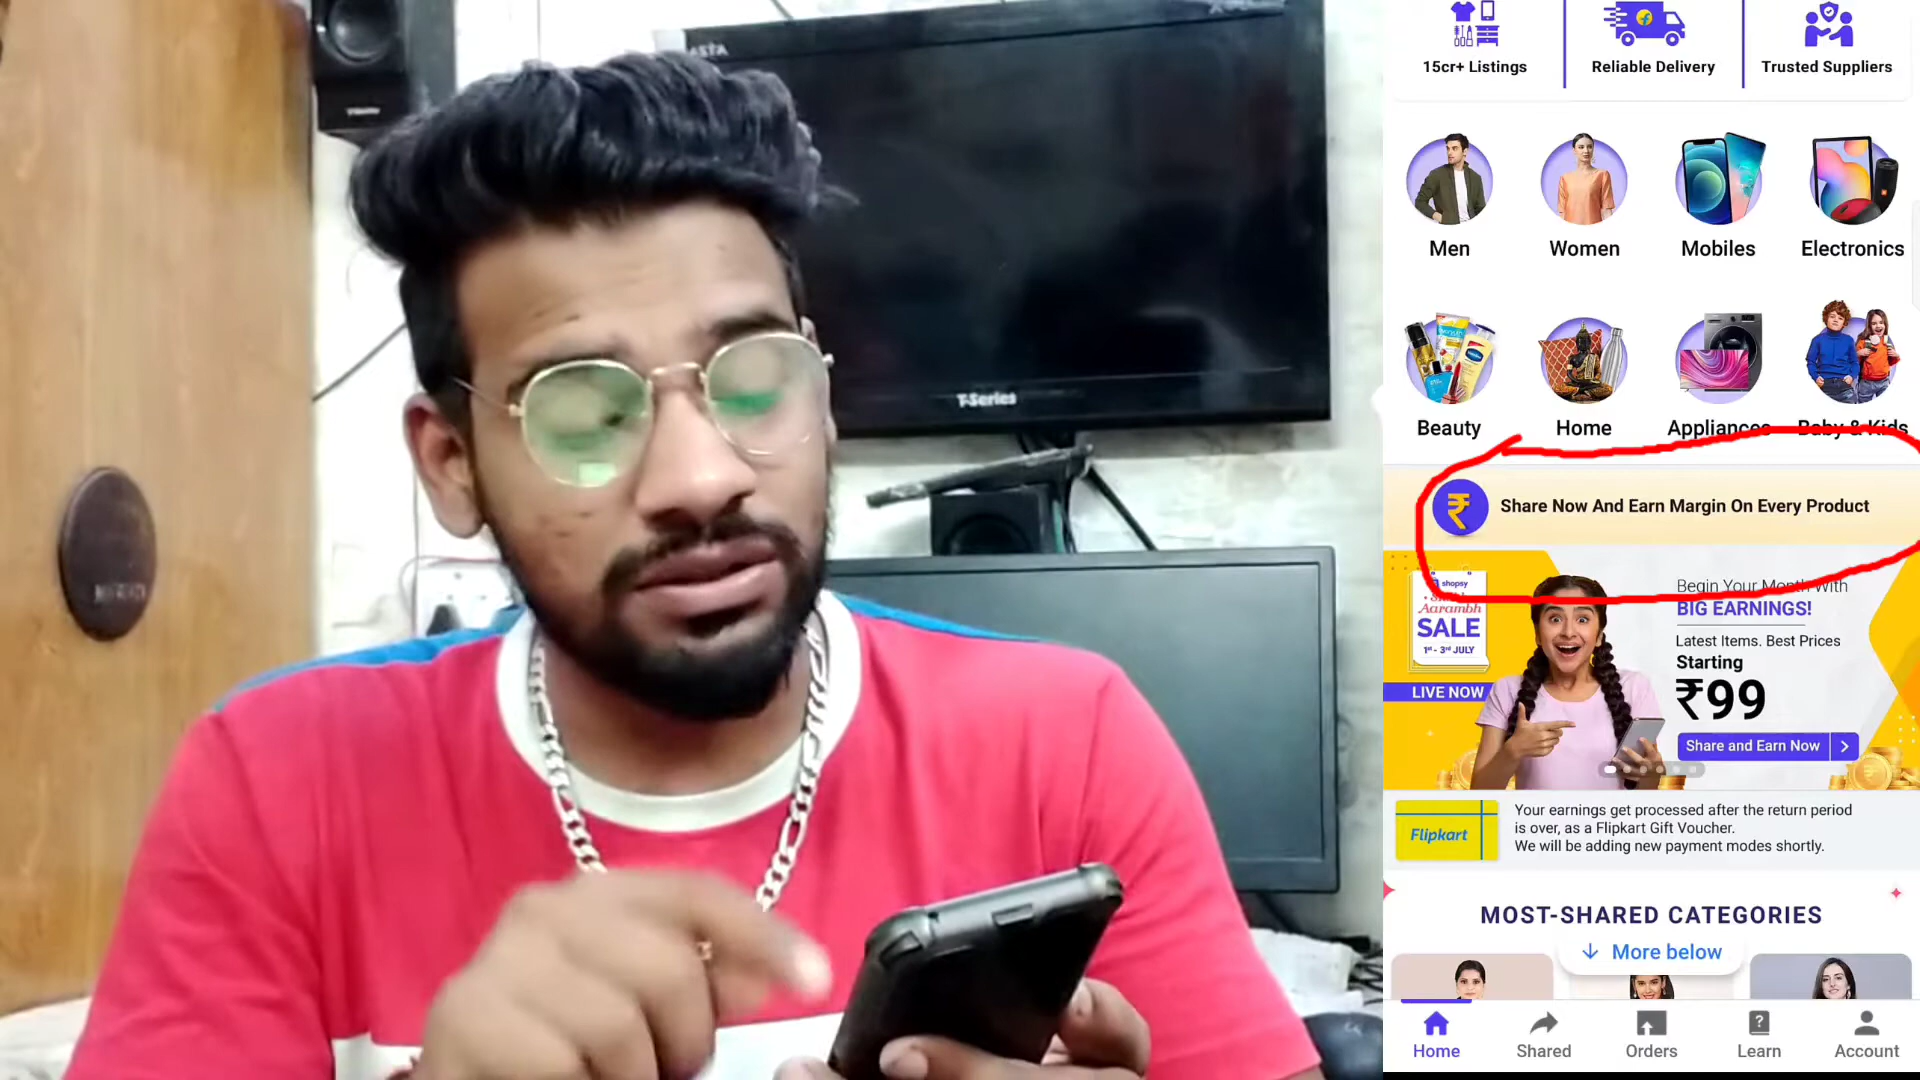 T-Series
15cr+ Listings
Reliable Delivery
Trusted Suppliers
Men
Women
Mobiles
Electronics
Beauty
Home
Appliances
Baby & Kids
Share Now And Earn Margin On Every Product
shopsy
Aarambh
SALE
1st - 3rd JULY
LIVE NOW
Begin Your Month With
BIG EARNINGS!
Latest Items. Best Prices
Starting
₹99
Share and Earn Now
Flipkart
Your earnings get processed after the return period
is over, as a Flipkart Gift Voucher.
We will be adding new payment modes shortly.
MOST-SHARED CATEGORIES
More below
Home
Shared
Orders
Learn
Account